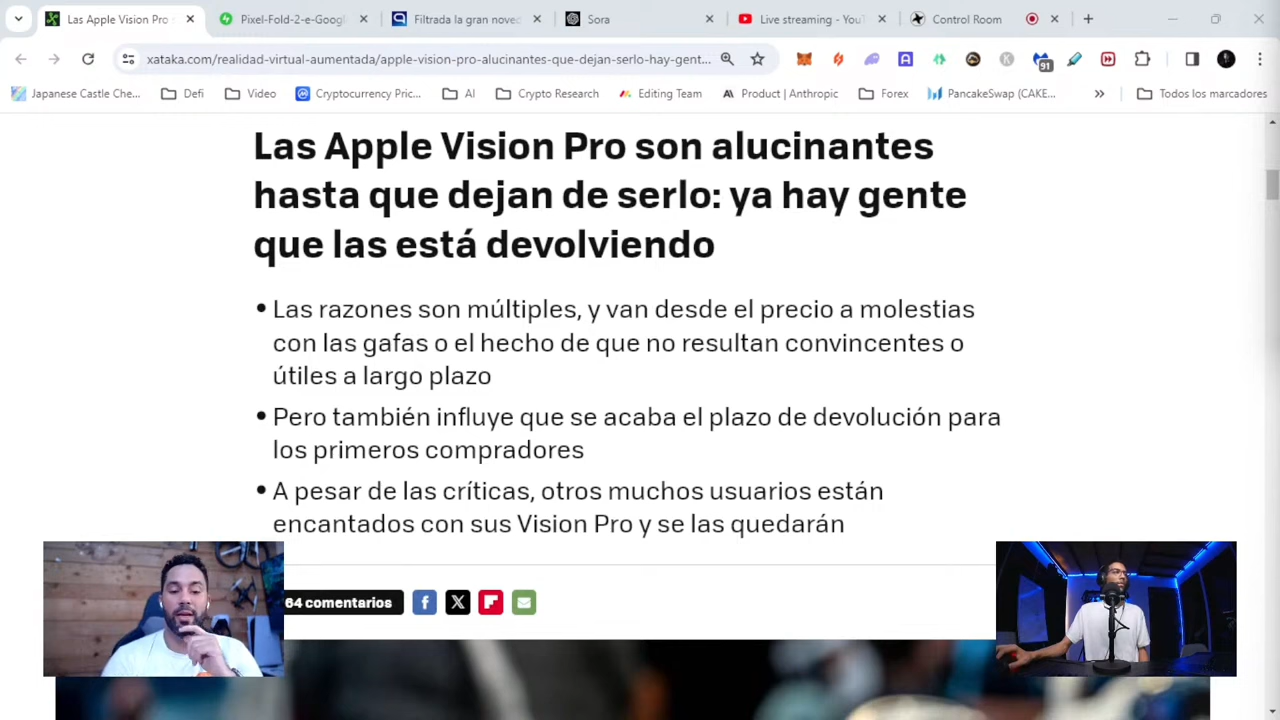 Las Apple Vision Pro
Pixel-Fold-2-e-Googl
Filtrada la gran noved
Sora
Live streaming - You
Control Room
xataka.com/realidad-virtual-aumentada/apple-vision-pro-alucinantes-que-dejan-serlo-hay-gent...
91
Japanese Castle Che...
Defi
Video
Cryptocurrency Pric...
AI
Crypto Research
Editing Team
Product | Anthropic
Forex
PancakeSwap (CAKE...
Todos los marcadores
Las Apple Vision Pro son alucinantes
hasta que dejan de serlo: ya hay gente
que las está devolviendo
• Las razones son múltiples, y van desde el precio a molestias
con las gafas o el hecho de que no resultan convincentes o
útiles a largo plazo
• Pero también influye que se acaba el plazo de devolución para
los primeros compradores
• A pesar de las críticas, otros muchos usuarios están
encantados con sus Vision Pro y se las quedarán
64 comentarios